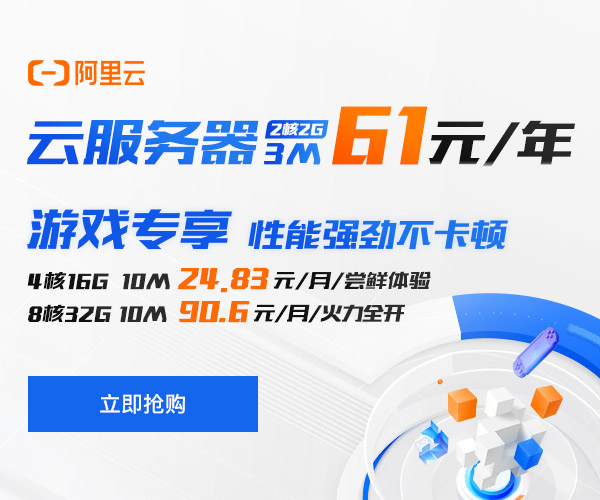 阿里云
云服务器 2核2G 3M 61元/年
游戏专享 性能强劲不卡顿
4核16G 10M 24.83元/月/尝鲜体验
8核32G 10M 90.6元/月/火力全开
立即抢购